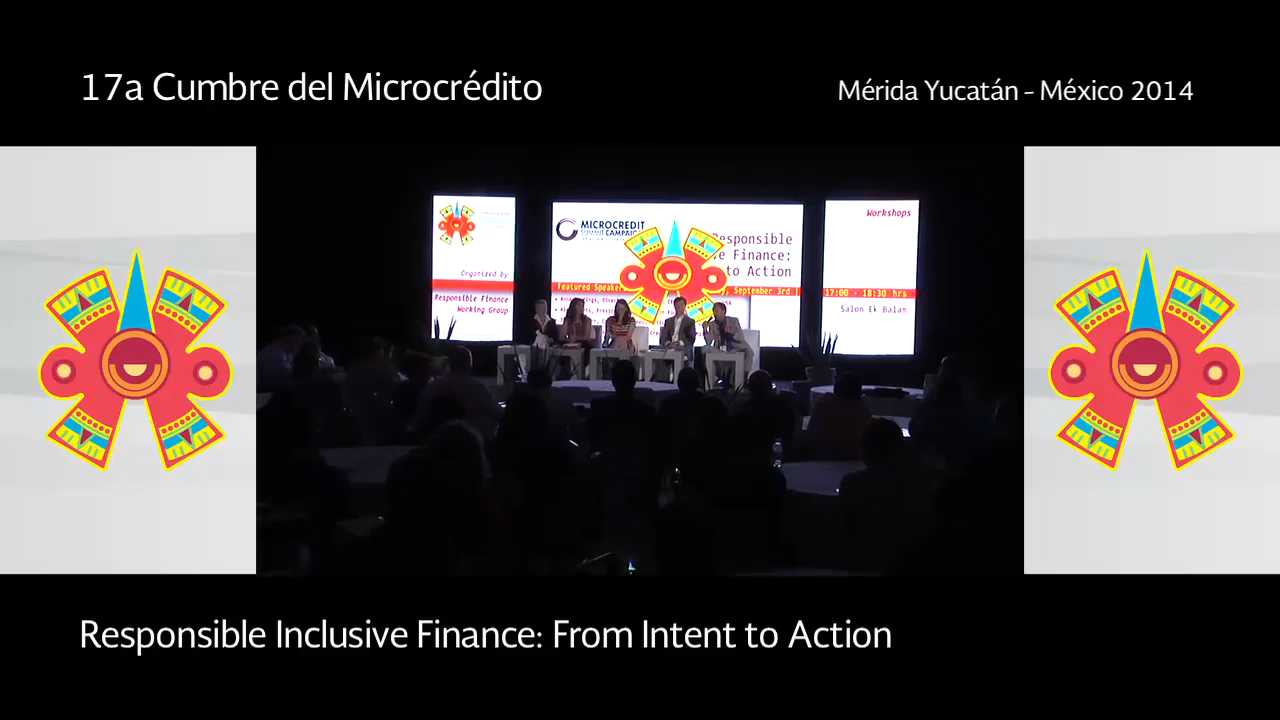 17a Cumbre del Microcrédito
Mérida Yucatán - México 2014
Organized by
Responsible Finance
Working Group
MICROCREDIT
SUMMIT CAMPAIGN
Responsible
Finance:
to Action
Featured Speaker
September 3rd
Workshops
17:00 - 18:30 hrs
Salon Ek Balam
Responsible Inclusive Finance: From Intent to Action